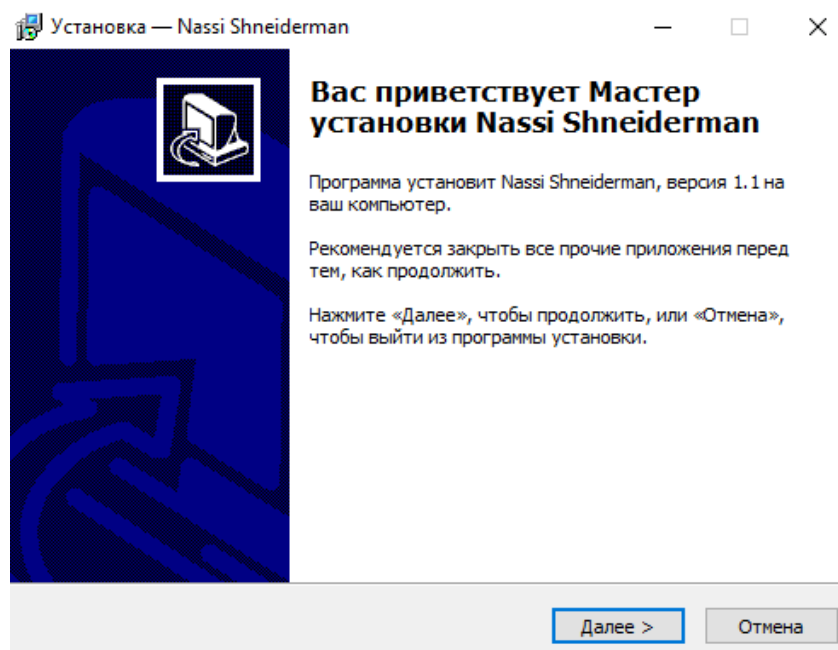 Установка — Nassi Shneiderman
Вас приветствует Мастер
установки Nassi Shneiderman
Программа установит Nassi Shneiderman, версия 1.1 на
ваш компьютер.
Рекомендуется закрыть все прочие приложения перед
тем, как продолжить.
Нажмите «Далее», чтобы продолжить, или «Отмена»,
чтобы выйти из программы установки.
Далее >
Отмена